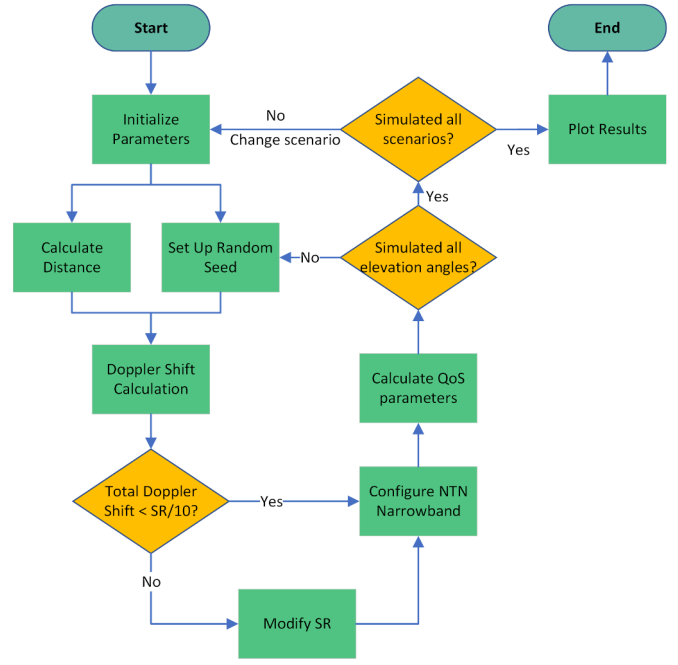 Start
End
Initialize
Parameters
No
Change scenario
Simulated all
scenarios?
Yes
Plot Results
Yes
Calculate
Distance
Set Up Random
Seed
No
Simulated all
elevation angles?
Doppler Shift
Calculation
Calculate QoS
parameters
Total Doppler
Shift < SR/10?
Yes
Configure NTN
Narrowband
No
Modify SR